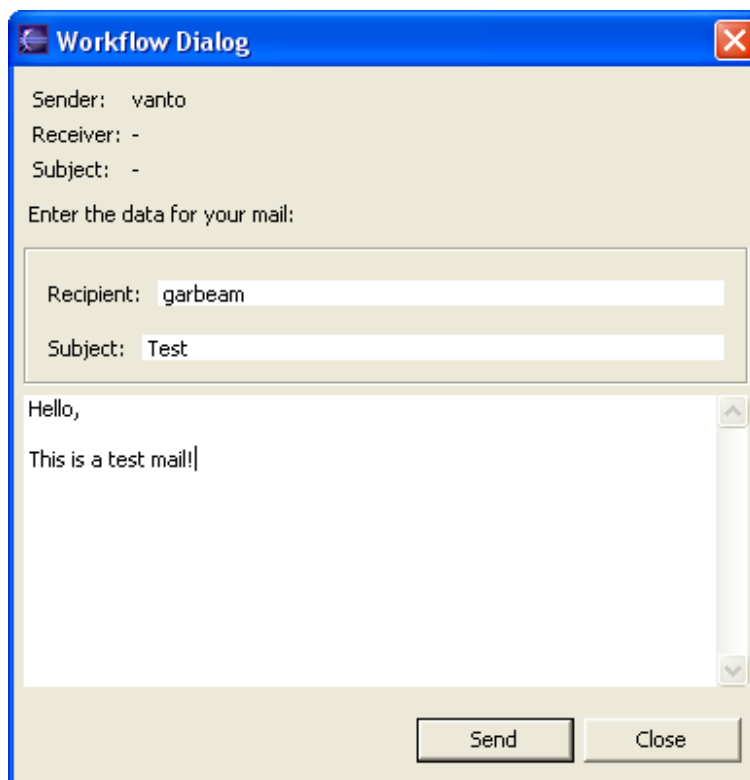 Workflow Dialog
Sender: vanto
Receiver: -
Subject: -
Enter the data for your mail:
Recipient: garbeam
Subject: Test
Hello,
This is a test mail!
Send Close